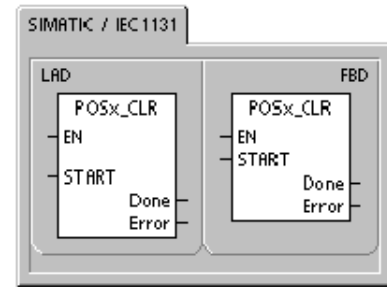 SIMATIC / IEC1131
LAD
POSx_CLR
EN
START
Done
Error
FBD
POSx_CLR
EN
START
Done
Error